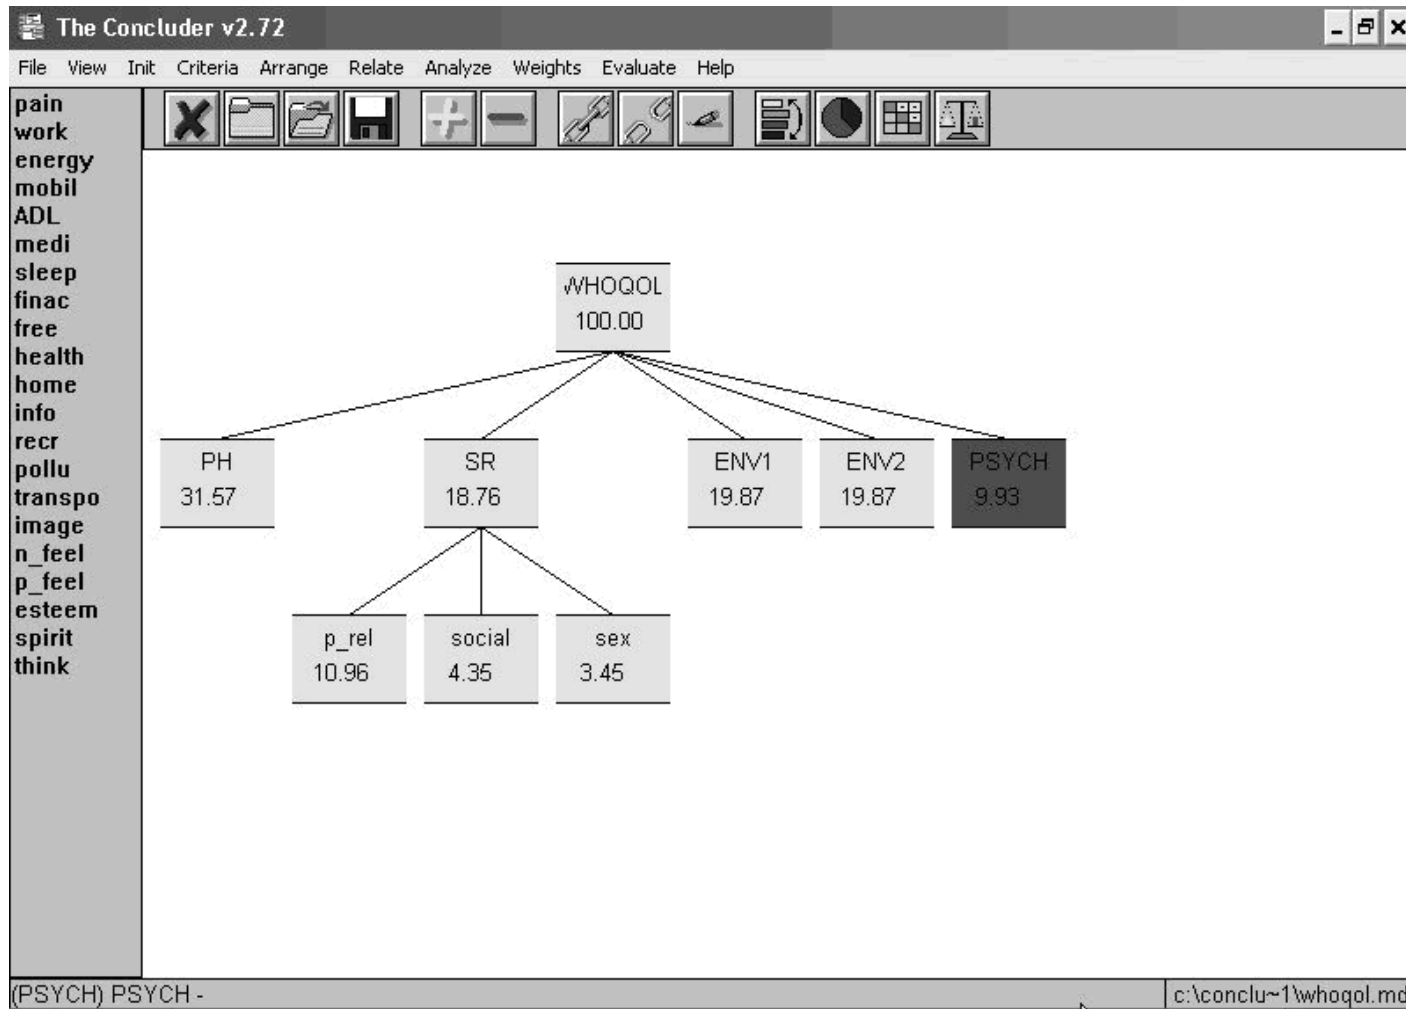 The Concluder v2.72
File View Init Criteria Arrange Relate Analyze Weights Evaluate Help
pain
work
energy
mobil
ADL
medi
sleep
finac
free
health
home
info
recr
pollu
transpo
image
n_feel
p_feel
esteem
spirit
think
WHOQOL
100.00
PH SR ENV1 ENV2 PSYCH
31.57 18.76 19.87 19.87 9.93
p_rel social sex
10.96 4.35 3.45
(PSYCH) PSYCH - c:\conclu~1\whoqol.md